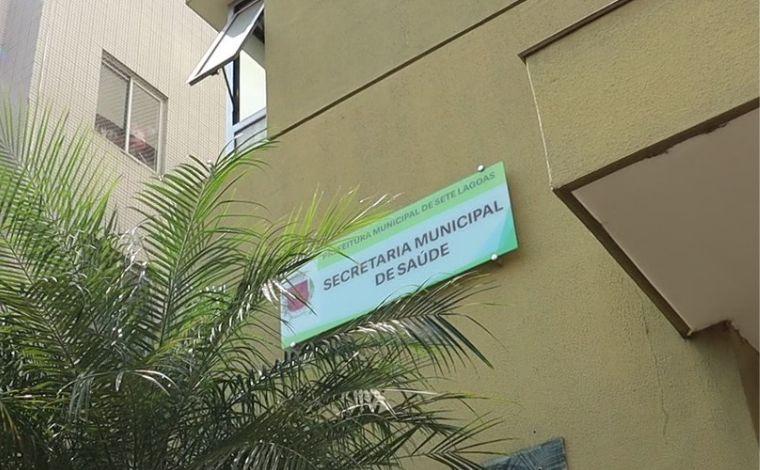 PREFEITURA MUNICIPAL DE SETE LAGOAS
SECRETARIA MUNICIPAL
DE SAÚDE